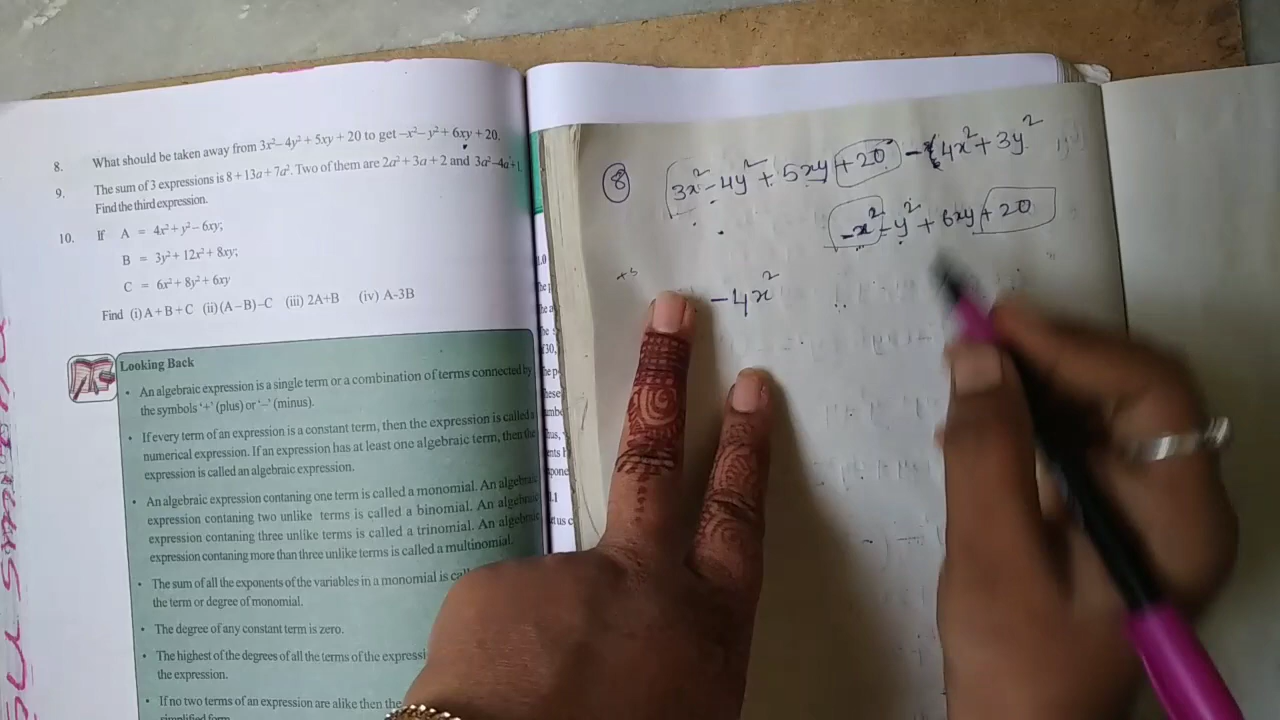 8. What should be taken away from 3x²– 4y² + 5xy + 20 to get –x²– y² + 6xy + 20.
9. The sum of 3 expressions is 8 + 13a + 7a². Two of them are 2a² + 3a + 2 and 3a²–4a+1.
Find the third expression.
10. If A = 4x² + y² – 6xy;
B = 3y² + 12x² + 8xy;
C = 6x² + 8y² + 6xy
Find (i) A + B + C (ii) (A – B) – C (iii) 2A + B (iv) A-3B
Looking Back
• An algebraic expression is a single term or a combination of terms connected by
the symbols ‘+’ (plus) or ‘–’ (minus).
• If every term of an expression is a constant term, then the expression is called a
numerical expression. If an expression has at least one algebraic term, then the
expression is called an algebraic expression.
• An algebraic expression contaning one term is called a monomial. An algebraic
expression contaning two unlike terms is called a binomial. An algebraic
expression contaning three unlike terms is called a trinomial. An algebraic
expression contaning more than three unlike terms is called a multinomial.
• The sum of all the exponents of the variables in a monomial is
the term or degree of monomial.
• The degree of any constant term is zero.
• The highest of the degrees of all the terms of the
the expression.
• If no two terms of an expression are alike then the
simplified form
8 3x² - 4y² + 5xy + 20 - 4x² + 3y²
-x² - y² + 6xy + 20
-4x²